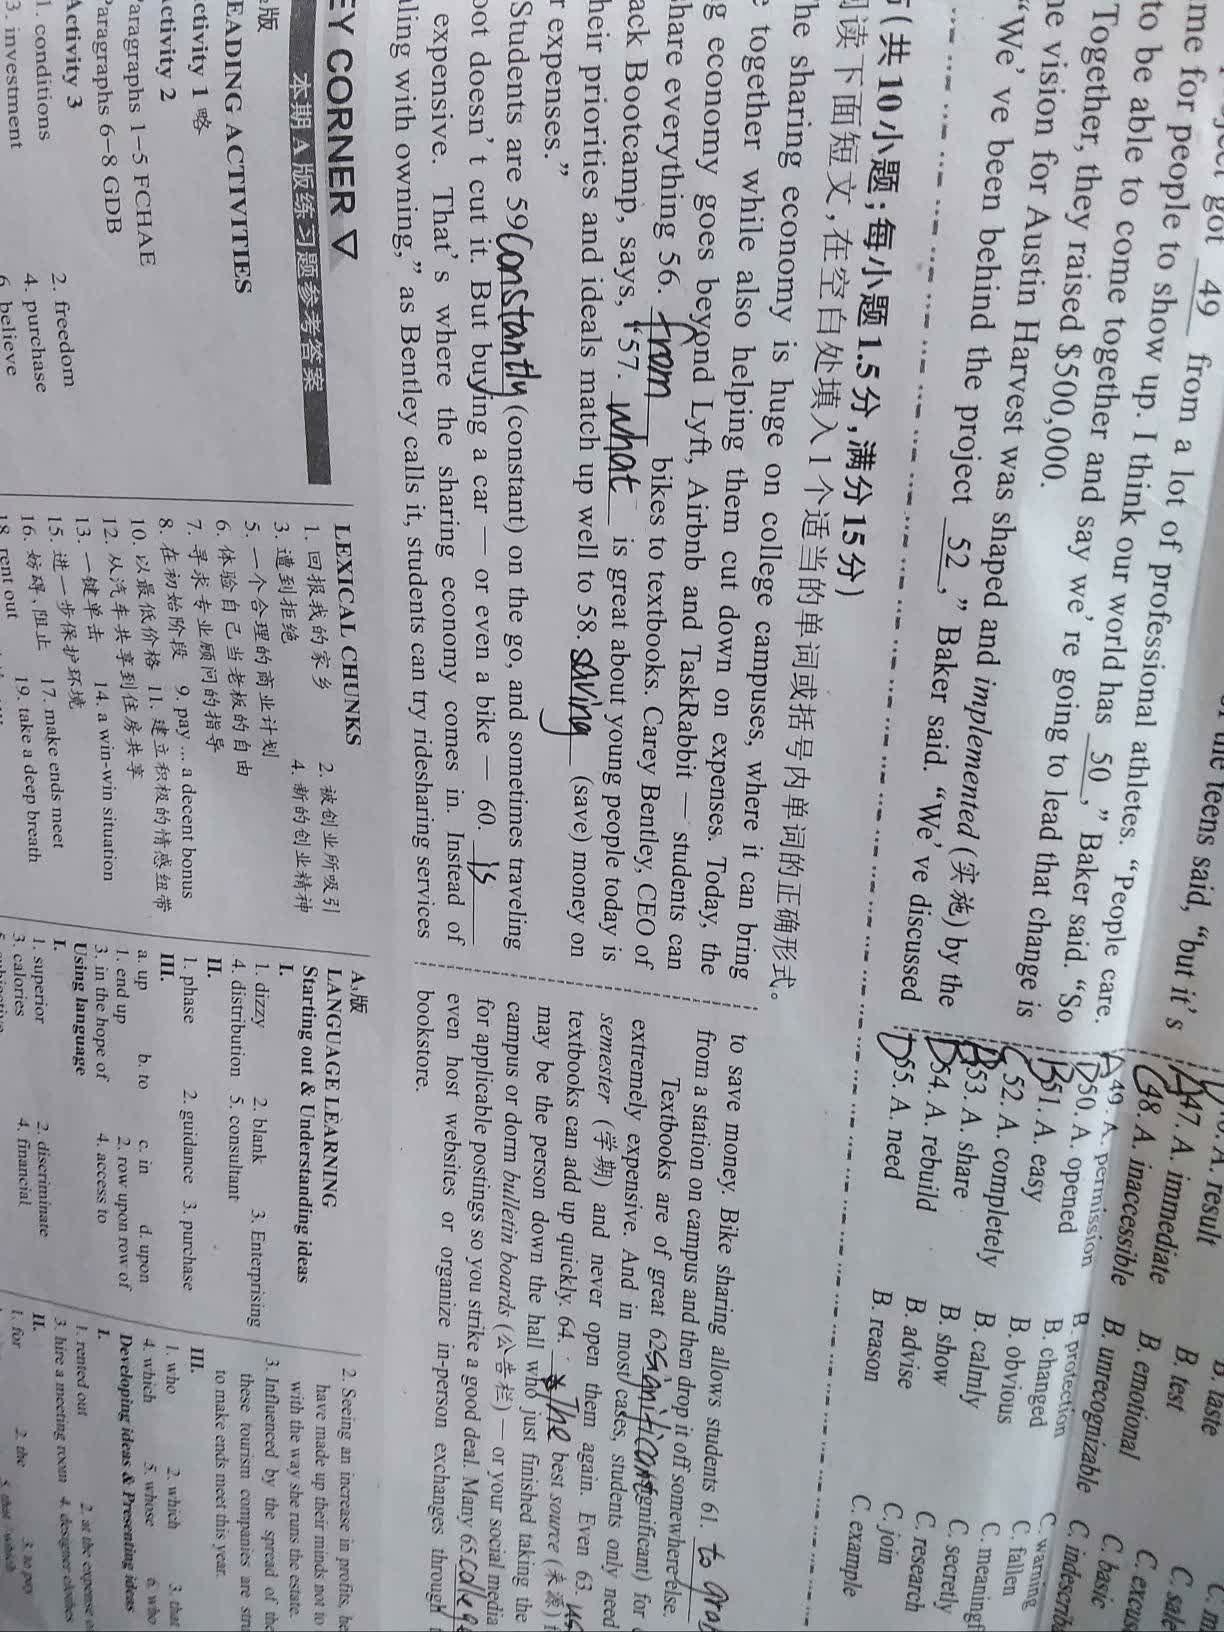 got 49 from a lot of professional athletes. "People
me for people to show up. I think our world has 50," Baker said. "So
to be able to come together and say we're going to lead that change is
Together, they raised $500,000.
the vision for Austin Harvest was shaped and implemented (实施) by the
"We've been behind the project 52," Baker said. "We've discussed
(共10小题;每小题1.5分,满分15分)
阅读下面短文,在空白处填入1个适当的单词或括号内单词的正确形式。
The sharing economy is huge on college campuses, where it can bring
together while also helping them cut down on expenses. Today, the
economy goes beyond Lyft, Airbnb and TaskRabbit — students can
share everything 56. from bikes to textbooks. Carey Bentley, CEO of
Bootcamp, says, "57. what is great about young people today is
their priorities and ideals match up well to 58. saving (save) money on
expenses."
Students are 59 constantly (constant) on the go, and sometimes traveling
doesn't cut it. But buying a car — or even a bike — 60. is
expensive. That's where the sharing economy comes in. Instead of
with owning," as Bentley calls it, students can try ridesharing services
the teens said, "but it's
care.
47. A. immediate B. test C. sale
48. A. inaccessible B. emotional
49. A. permission B. unrecognizable C. basic
50. A. opened B. protection
51. A. easy B. changed C. warning
52. A. completely B. obvious C. fallen
53. A. share B. calmly
54. A. rebuild B. show C. secretly
55. A. need B. advise C. research
B. reason C. join
C. example
to save money. Bike sharing allows students 61. to
from a station on campus and then drop it off somewhere else.
Textbooks are of great 62 (significant) for
extremely expensive. And in most cases, students only need
semester (学期) and never open them again. Even 63.
textbooks can add up quickly. 64. The best source (来源)
may be the person down the hall who just finished taking the
campus or dorm bulletin boards (公告栏) — or your social media
for applicable postings so you strike a good deal. Many 65
even host websites or organize in-person exchanges through
bookstore.
KEY CORNER ▽
本期A版练习题参考答案
版
READING ACTIVITIES
Activity 1 略
Activity 2
Paragraphs 1–5 FCHAE
Paragraphs 6–8 GDB
Activity 3
1. conditions 2. freedom
3. investment 4. purchase
6. believe
LEXICAL CHUNKS
1. 回报我的家乡 2. 被创业所吸引
3. 遭到拒绝 4. 新的创业精神
5. 一个合理的商业计划
6. 体验自己当老板的自由
7. 寻求专业顾问的指导
8. 在初始阶段 9. pay ... a decent bonus
10. 以最低价格 11. 建立积极的情感纽带
12. 从汽车共享到住房共享
13. 一键单击 14. a win-win situation
15. 进一步保护环境
16. 妨碍、阻止 17. make ends meet
18. rent out 19. take a deep breath
A3版
LANGUAGE LEARNING
Starting out & Understanding ideas
I.
1. dizzy 2. blank 3. Enterprising
4. distribution 5. consultant
II.
1. phase 2. guidance 3. purchase
III.
a. up b. to c. in d. upon
1. end up 2. row upon row of
3. in the hope of 4. access to
Using language
I.
1. superior 2. discriminate
3. calories 4. financial
2. Seeing an increase in profits, he
have made up their minds not to
with the way she runs the estate.
3. Influenced by the spread of the
these tourism companies are
to make ends meet this year.
III.
1. who 2. which 3. that
4. which 5. whose 6. who
Developing ideas & Presenting ideas
I.
1. rented out 2. at the expense
3. hire a meeting room 4. designer clothes
II.
1. for 2. the 3. to pay